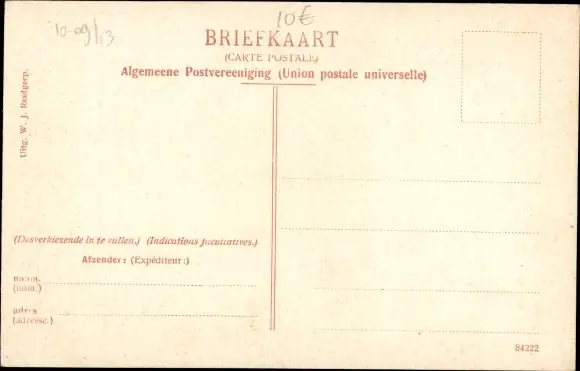 10-09/13
10€
BRIEFKAART
(CARTE POSTALE)
Algemeene Postvereeniging (Union postale universelle)
Uitg. W. J. Raadgeep.
(Desverkiezende in te vullen.) (Indications facultatives.)
Afzender: (Expéditeur:)
naam.
(nom.)
adres
(adresse.)
84222